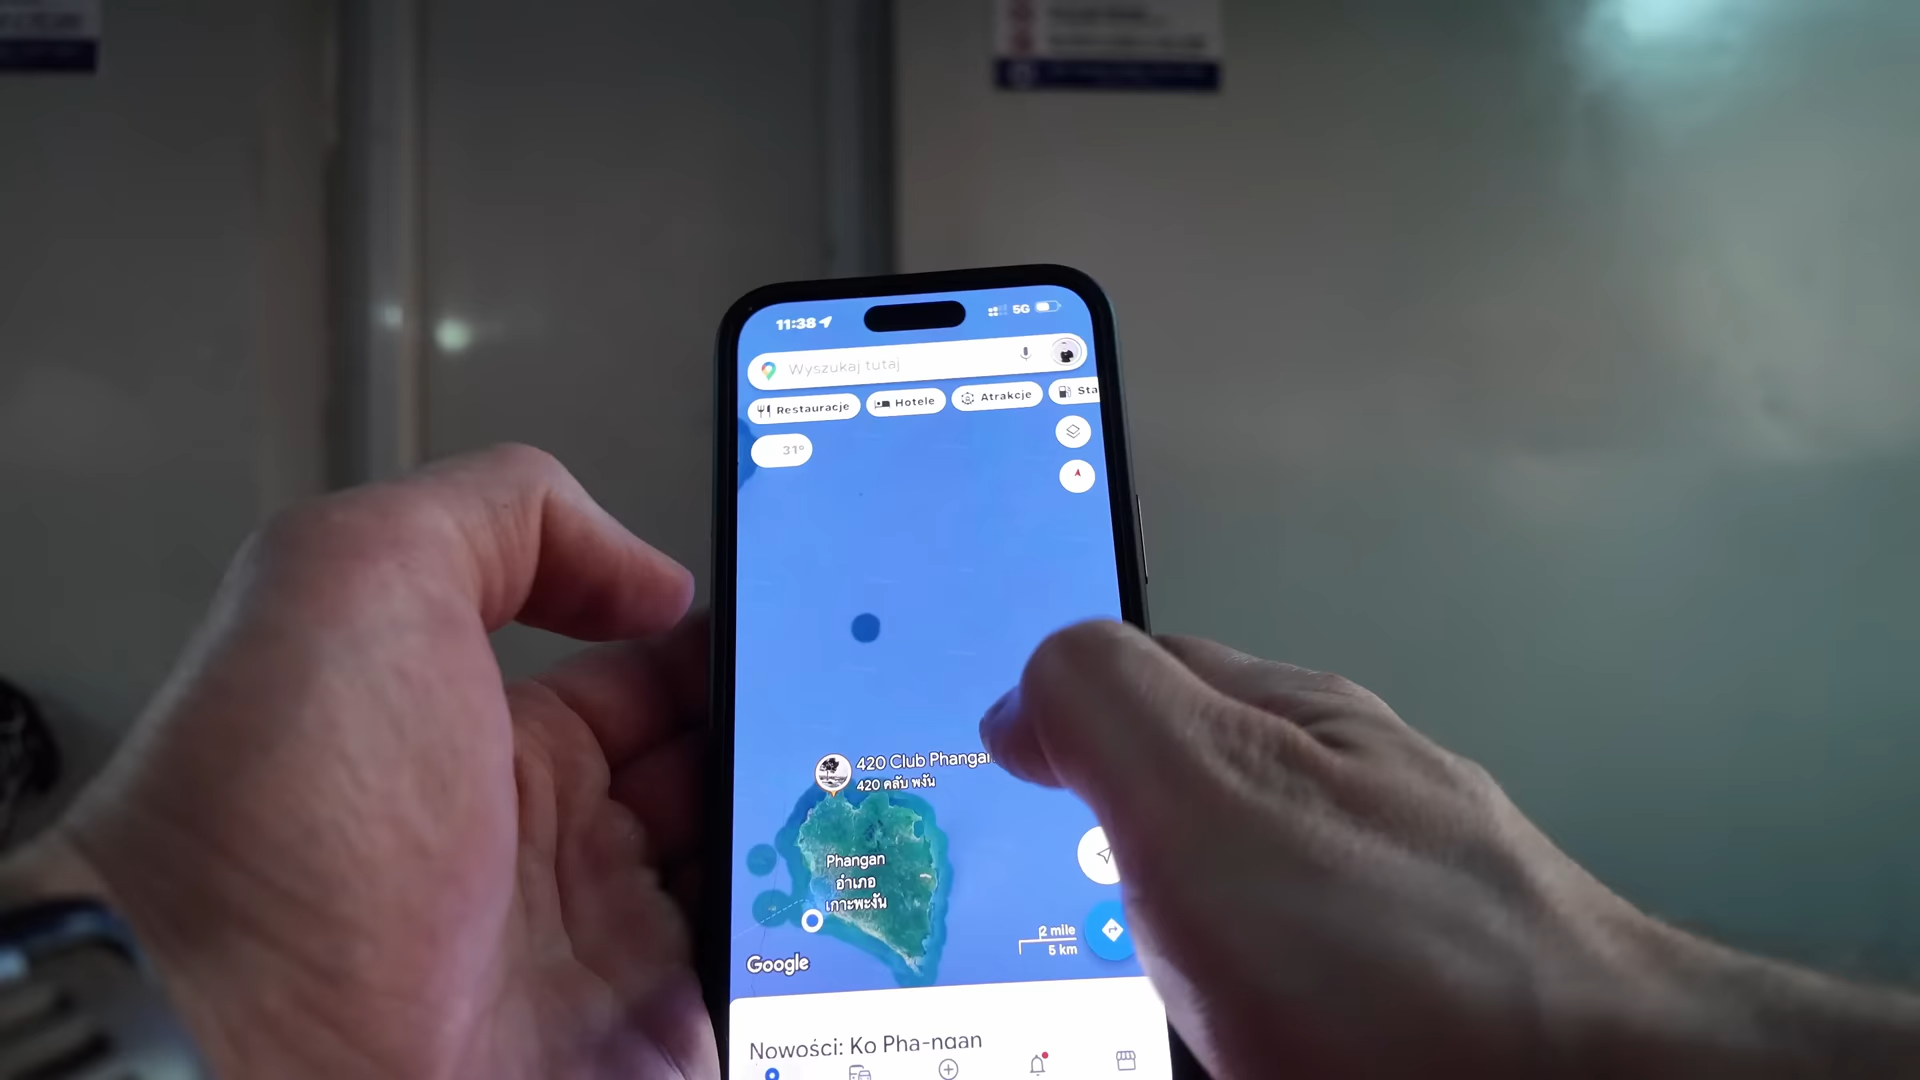 11:38
5G
Wyszukaj tutaj
Restauracje
Hotele
Atrakcje
Sta
31°
420 Club Phangan
420 คลับ พงัน
Phangan
อำเภอ
เกาะพะงัน
2 mile
5 km
Google
Nowości: Ko Pha-ngan